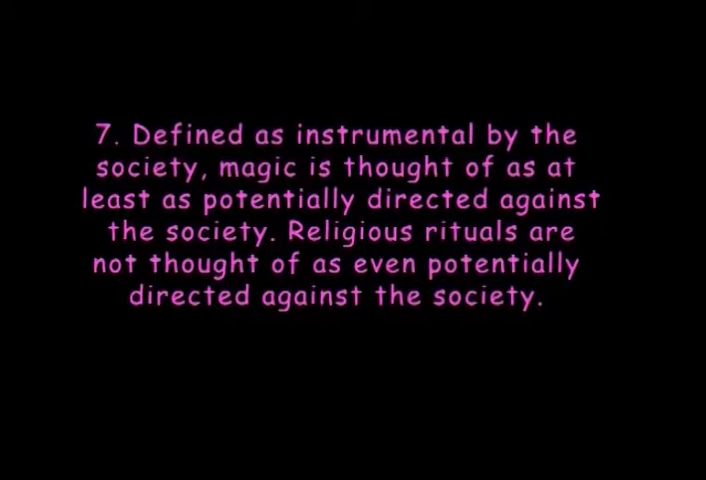 7. Defined as instrumental by the
society, magic is thought of as at
least as potentially directed against
the society. Religious rituals are
not thought of as even potentially
directed against the society.